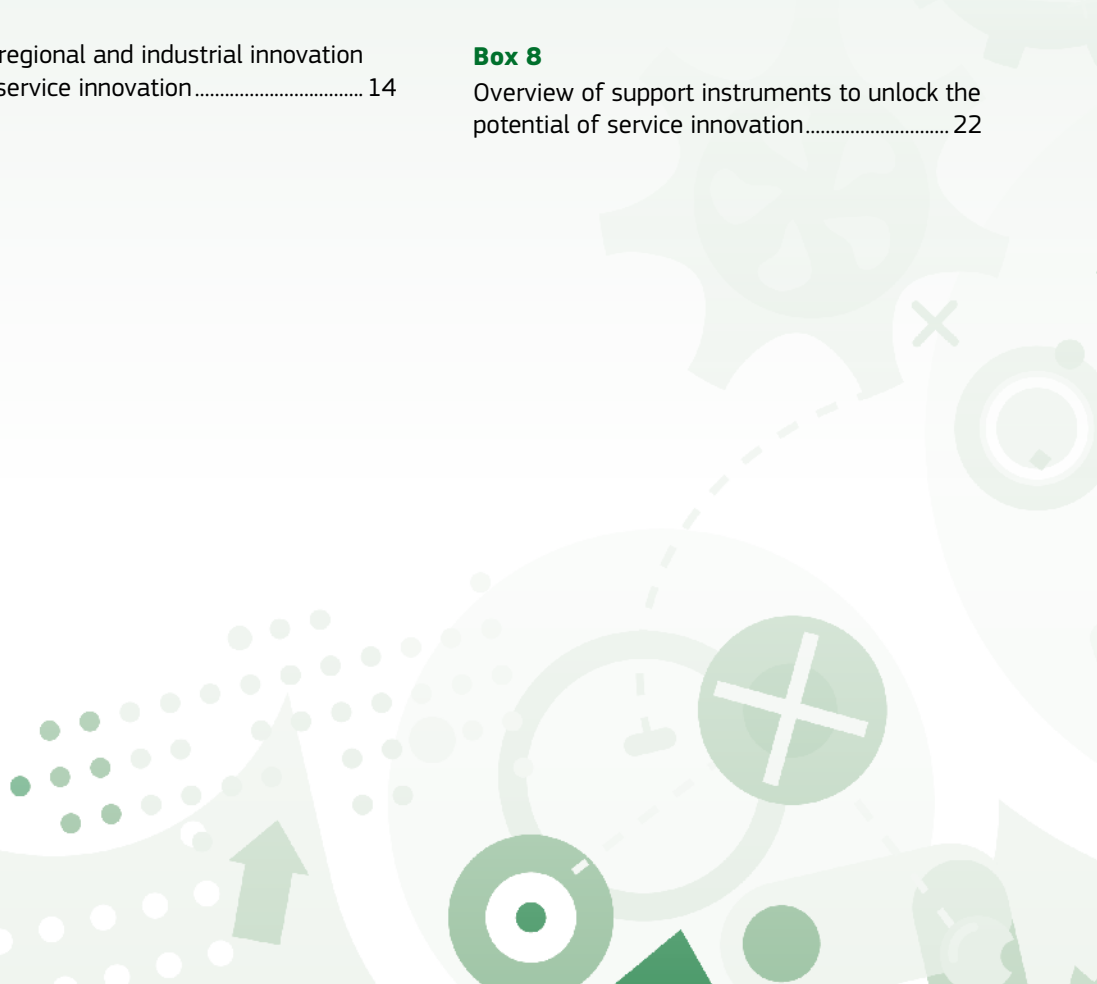 regional and industrial innovation
service innovation................................. 14
Box 8
Overview of support instruments to unlock the
potential of service innovation............................ 22